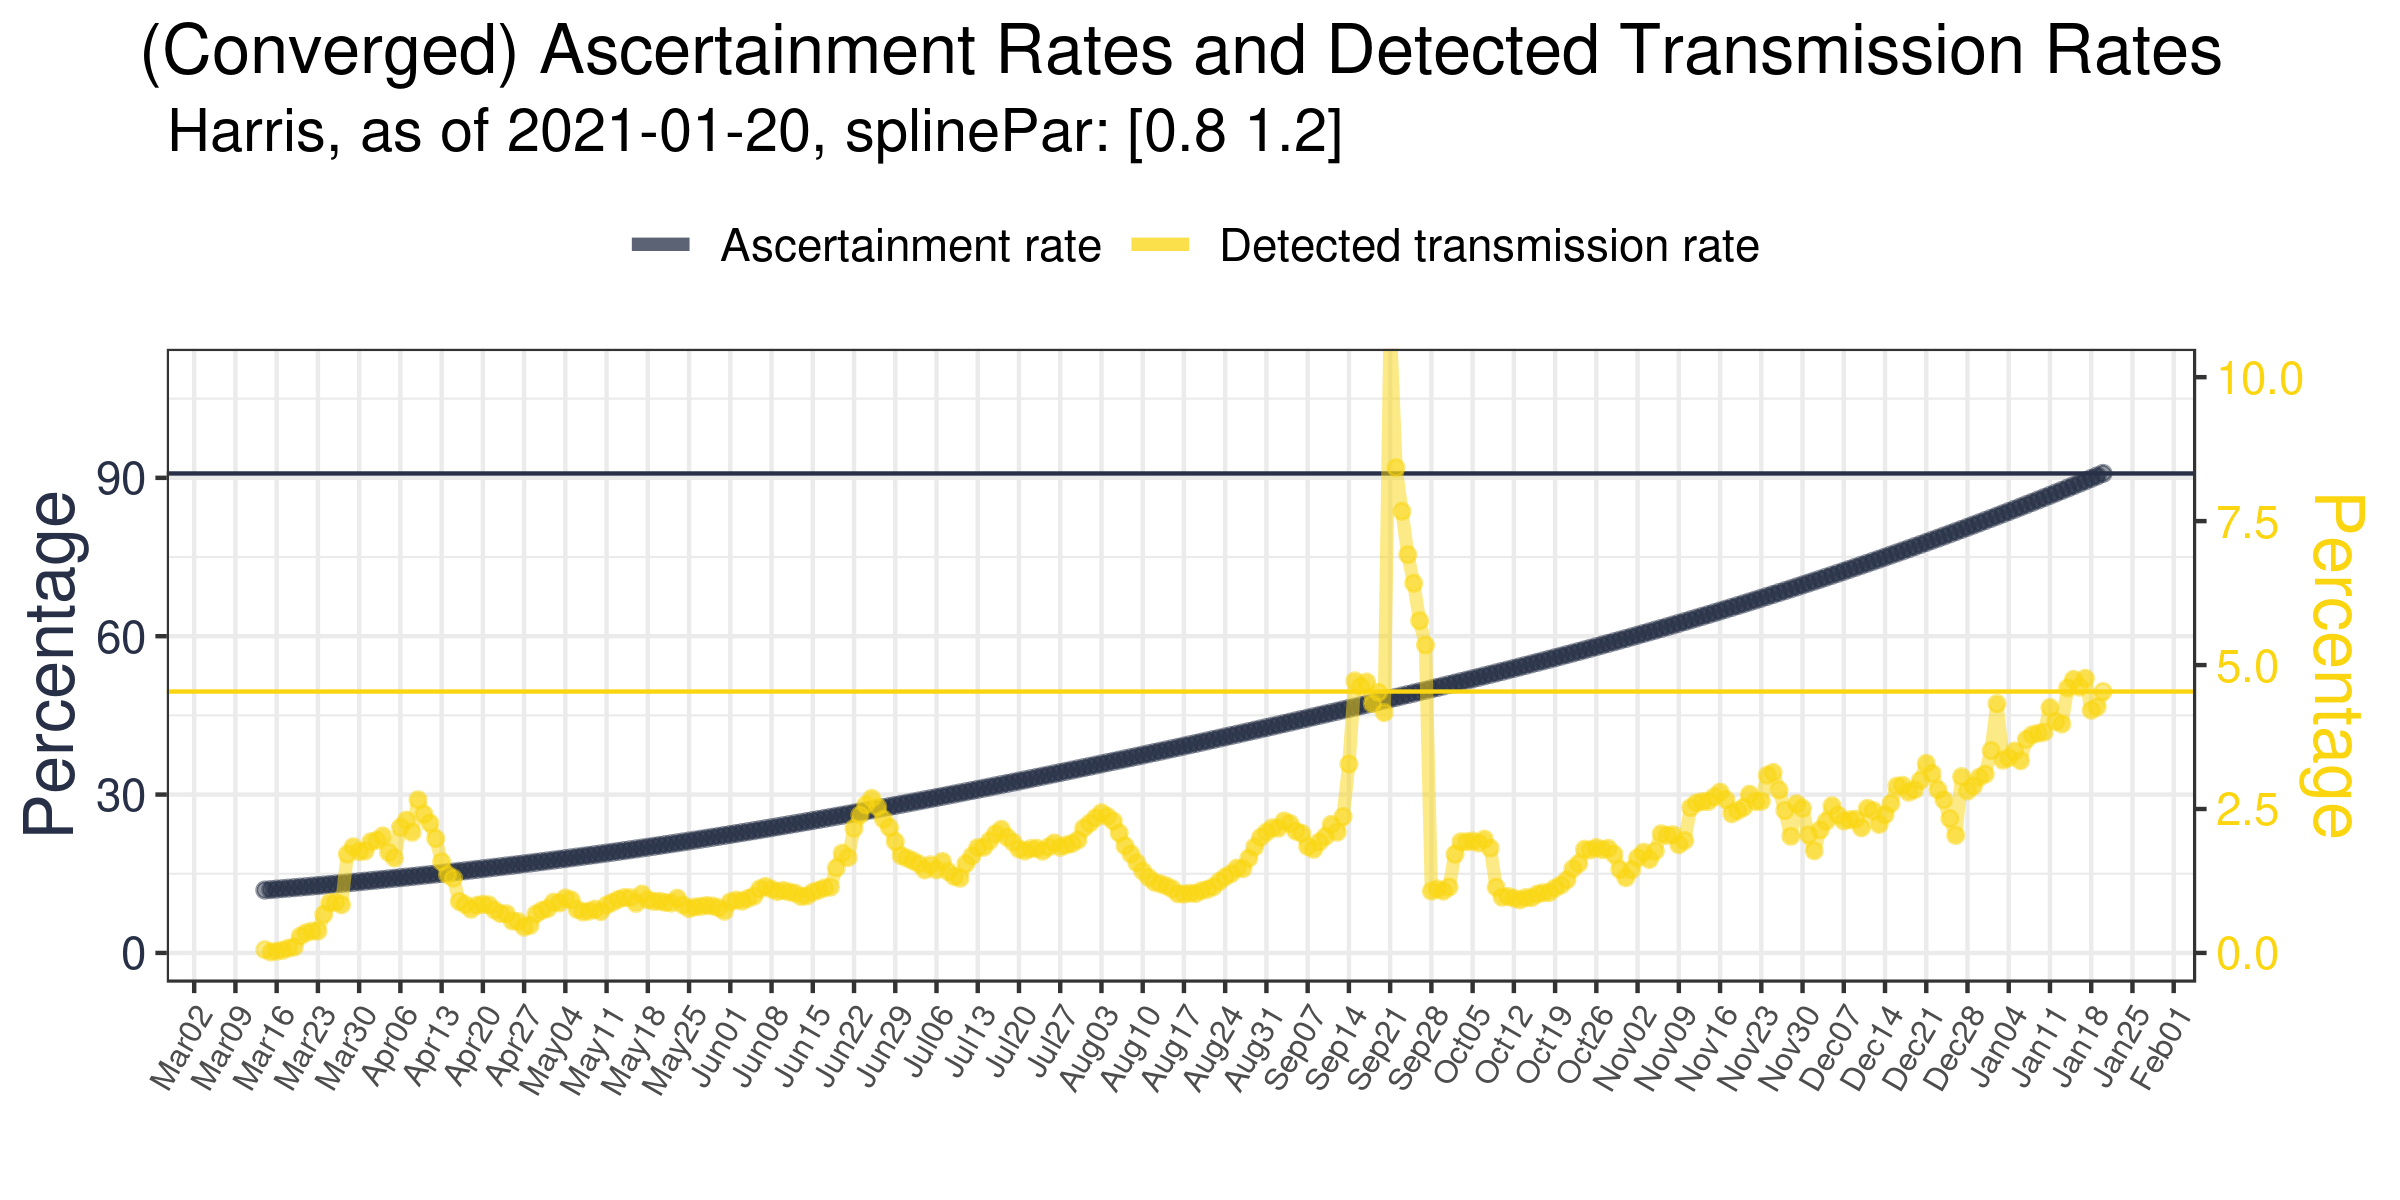 (Converged) Ascertainment Rates and Detected Transmission Rates
Harris, as of 2021-01-20, splinePar: [0.8 1.2]
Ascertainment rate Detected transmission rate
Percentage
90
60
30
0
10.0
7.5
5.0
2.5
0.0
Percentage
Mar02 Mar09 Mar16 Mar23 Mar30 Apr06 Apr13 Apr20 Apr27 May04 May11 May18 May25 Jun01 Jun08 Jun15 Jun22 Jun29 Jul06 Jul13 Jul20 Jul27 Aug03 Aug10 Aug17 Aug24 Aug31 Sep07 Sep14 Sep21 Sep28 Oct05 Oct12 Oct19 Oct26 Nov02 Nov09 Nov16 Nov23 Nov30 Dec07 Dec14 Dec21 Dec28 Jan04 Jan11 Jan18 Jan25 Feb01